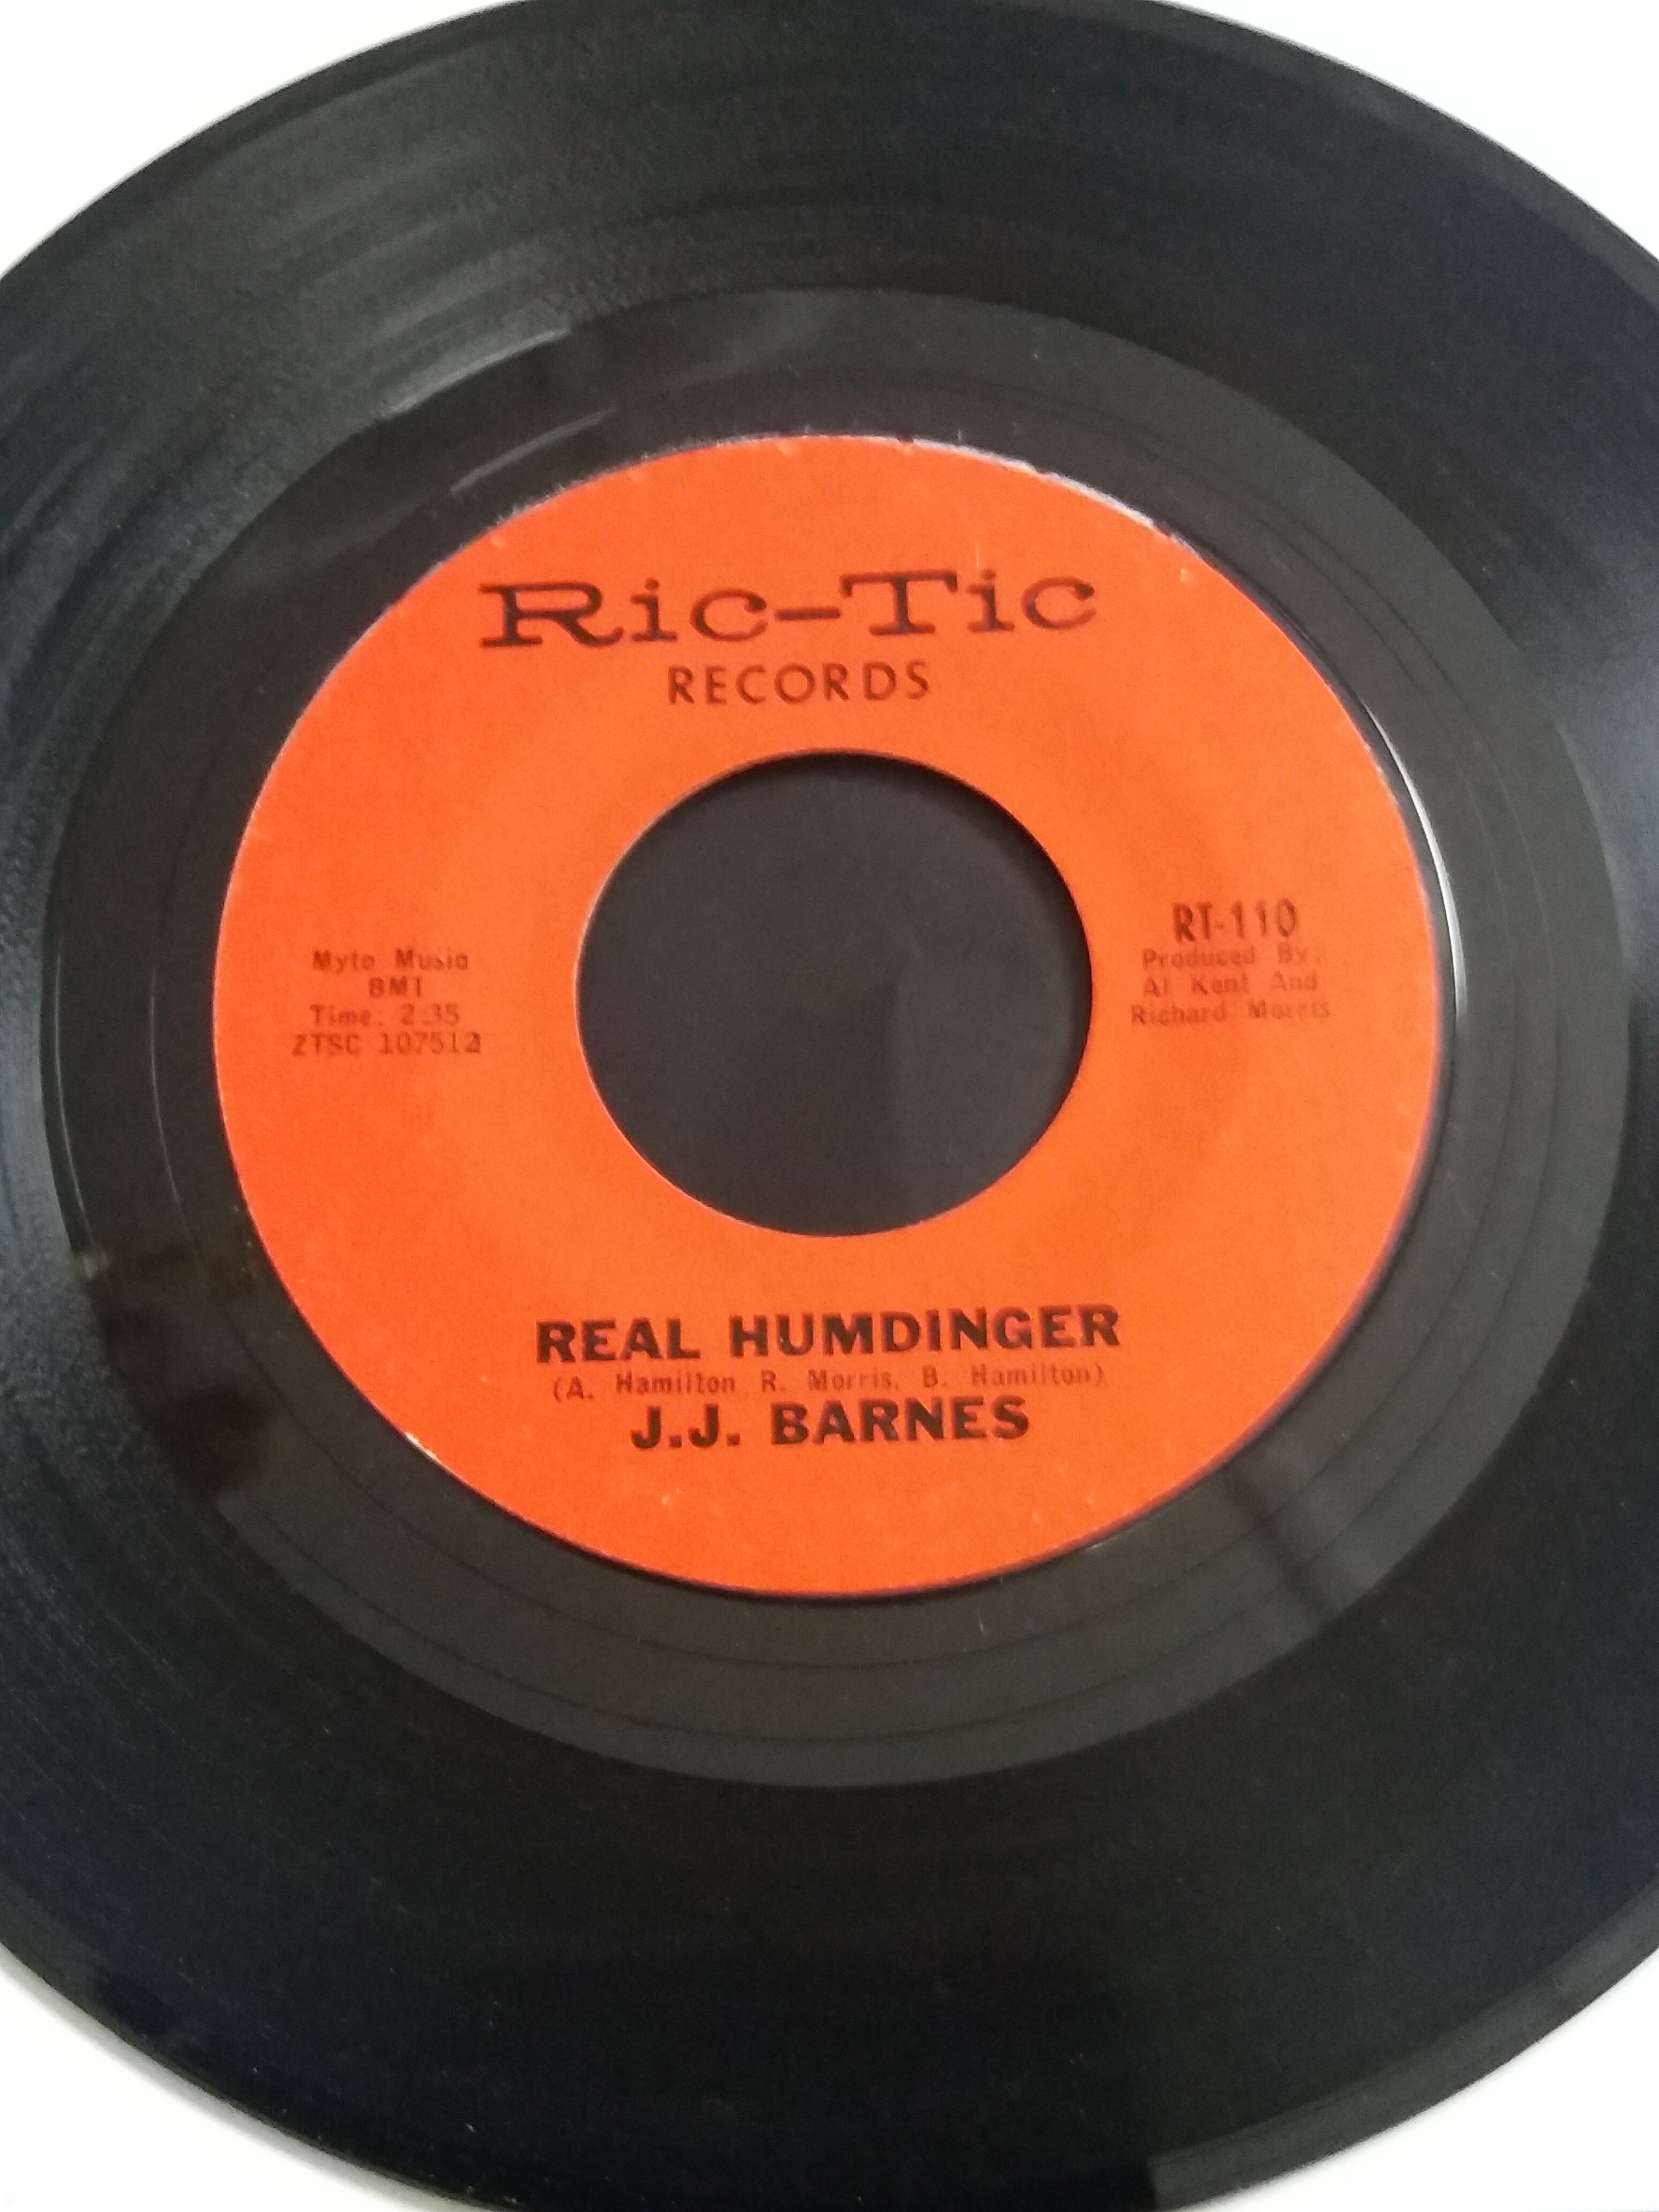 Ric-Tic
RECORDS
Myto Music
BMI
Time: 2:35
ZTSC 107512
RT-110
Produced By:
Al Kent And
Richard Morris
REAL HUMDINGER
(A. Hamilton, R. Morris, B. Hamilton)
J.J. BARNES